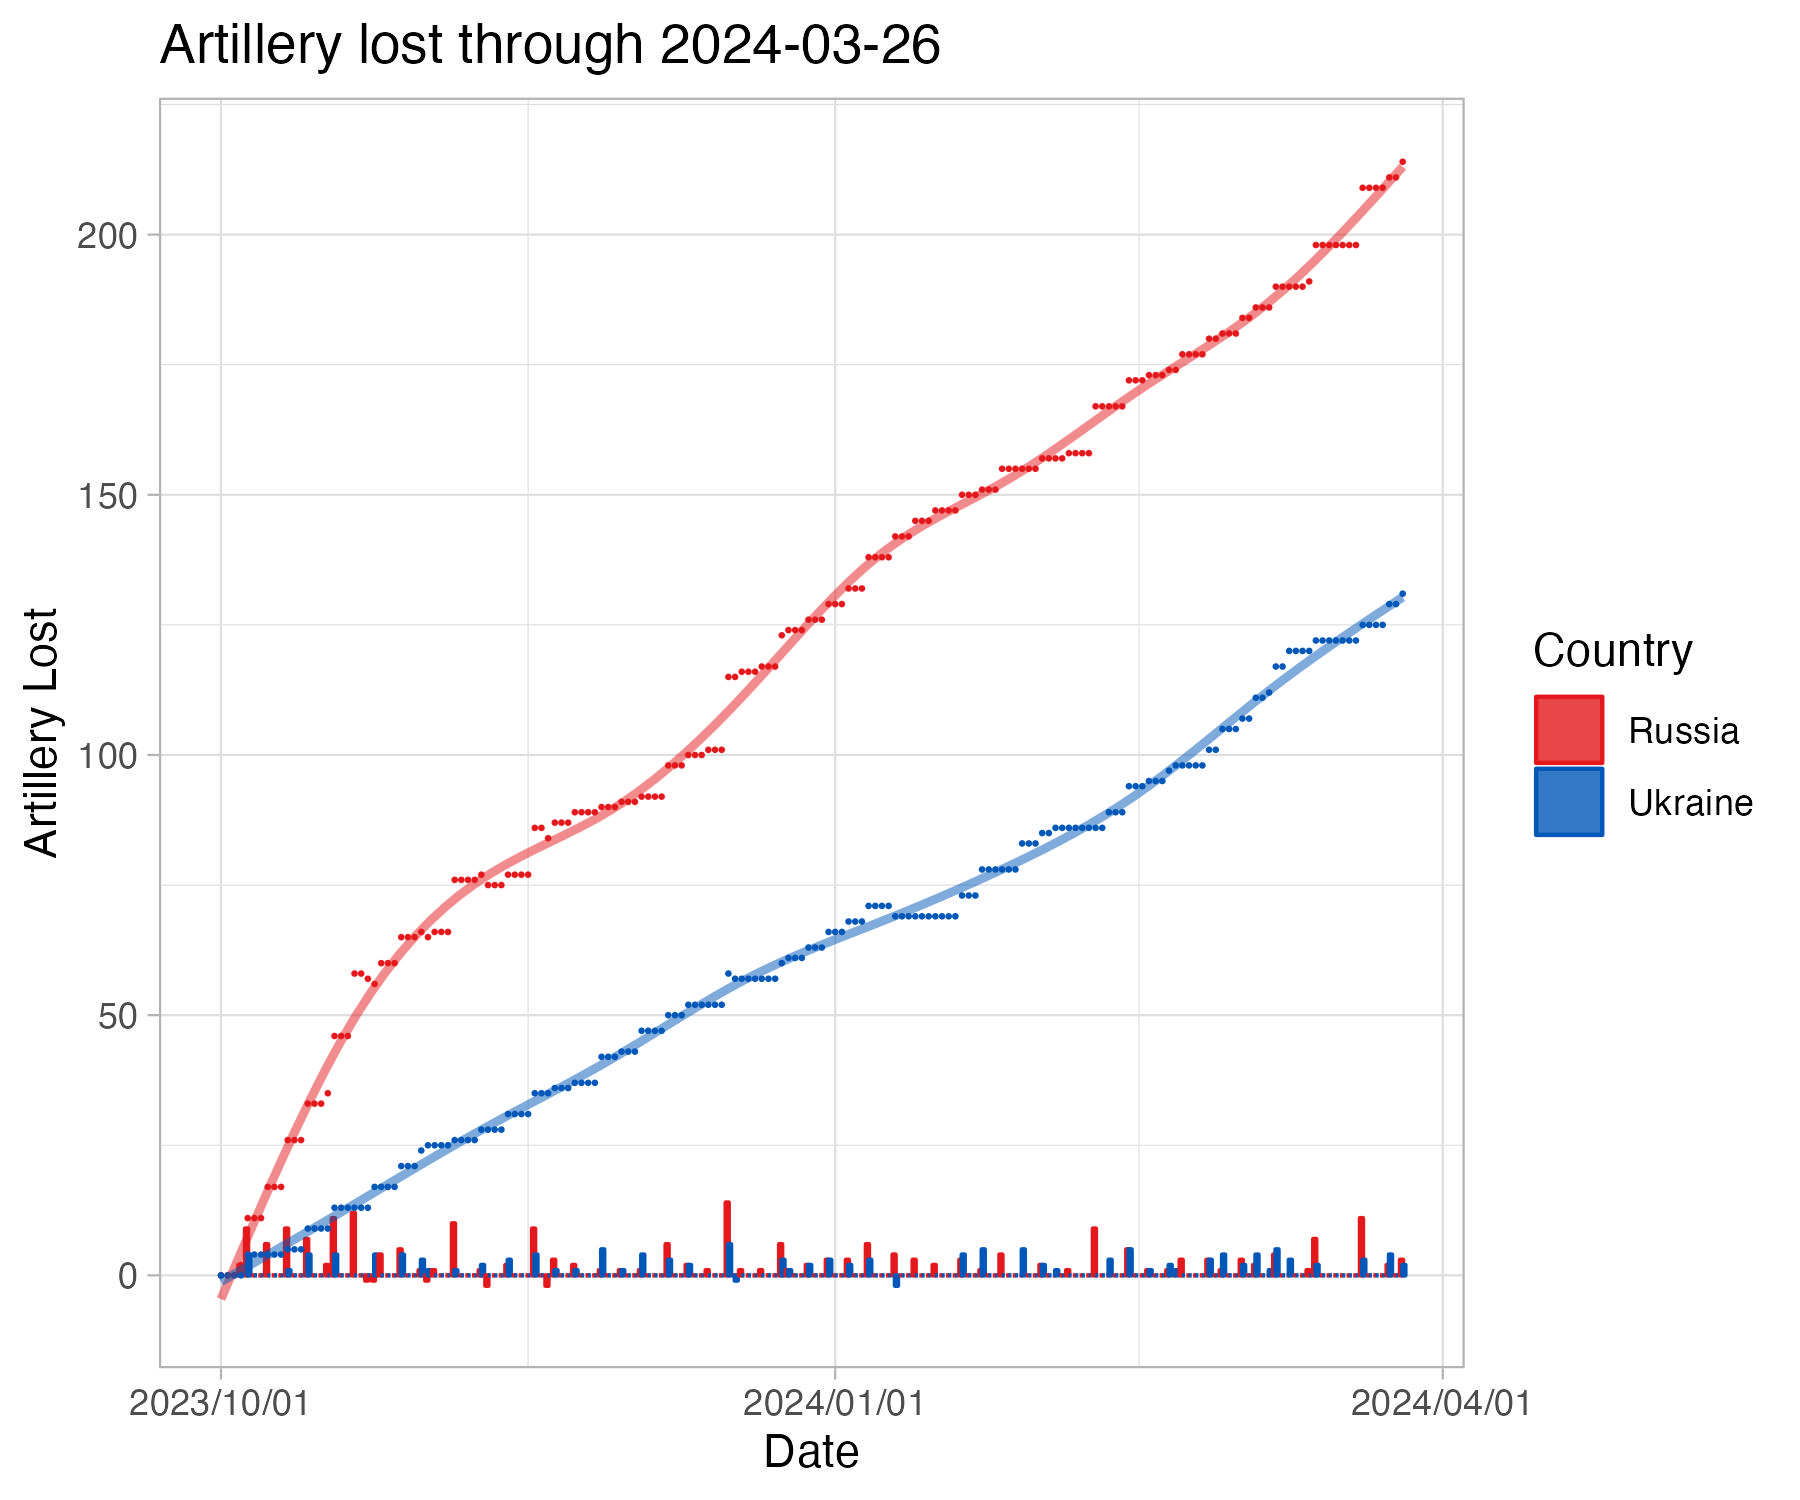 Artillery lost through 2024-03-26
Artillery Lost
200
150
100
50
0
2023/10/01
2024/01/01
2024/04/01
Date
Country
Russia
Ukraine